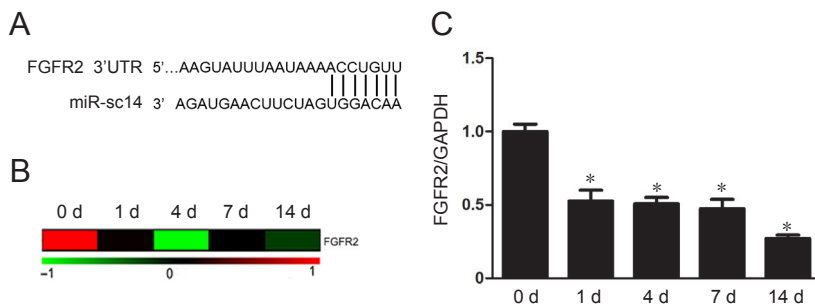 A
FGFR2 3'UTR 5'...AAGUAUUUAAUAAAACCUGUU
miR-sc14 3' AGAUGAACUUCUAGUGGACAA
B
0 d 1 d 4 d 7 d 14 d
FGFR2
−1 0 1
C
FGFR2/GAPDH
1.5
1.0
0.5
0
* * * *
0 d 1 d 4 d 7 d 14 d